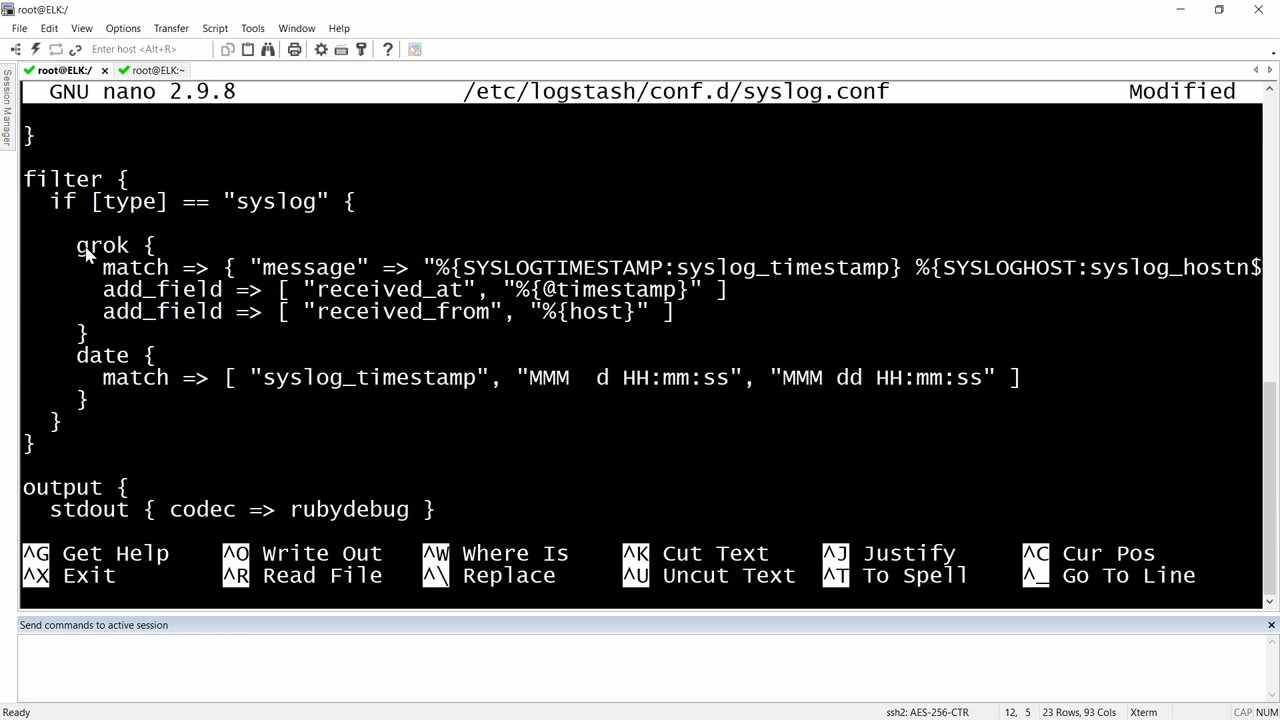 root@ELK:/
File Edit View Options Transfer Script Tools Window Help
Enter host <Alt+R>
root@ELK:/ root@ELK:~
Session Manager
GNU nano 2.9.8 /etc/logstash/conf.d/syslog.conf Modified
}
filter {
if [type] == "syslog" {
grok {
match => { "message" => "%{SYSLOGTIMESTAMP:syslog_timestamp} %{SYSLOGHOST:syslog_hostn$
add_field => [ "received_at", "%{@timestamp}" ]
add_field => [ "received_from", "%{host}" ]
}
date {
match => [ "syslog_timestamp", "MMM  d HH:mm:ss", "MMM dd HH:mm:ss" ]
}
}
}
output {
stdout { codec => rubydebug }
^G Get Help ^O Write Out ^W Where Is ^K Cut Text ^J Justify ^C Cur Pos
^X Exit ^R Read File ^\ Replace ^U Uncut Text ^T To Spell ^_ Go To Line
Send commands to active session
Ready ssh2: AES-256-CTR 12, 5 23 Rows, 93 Cols Xterm CAP NUM